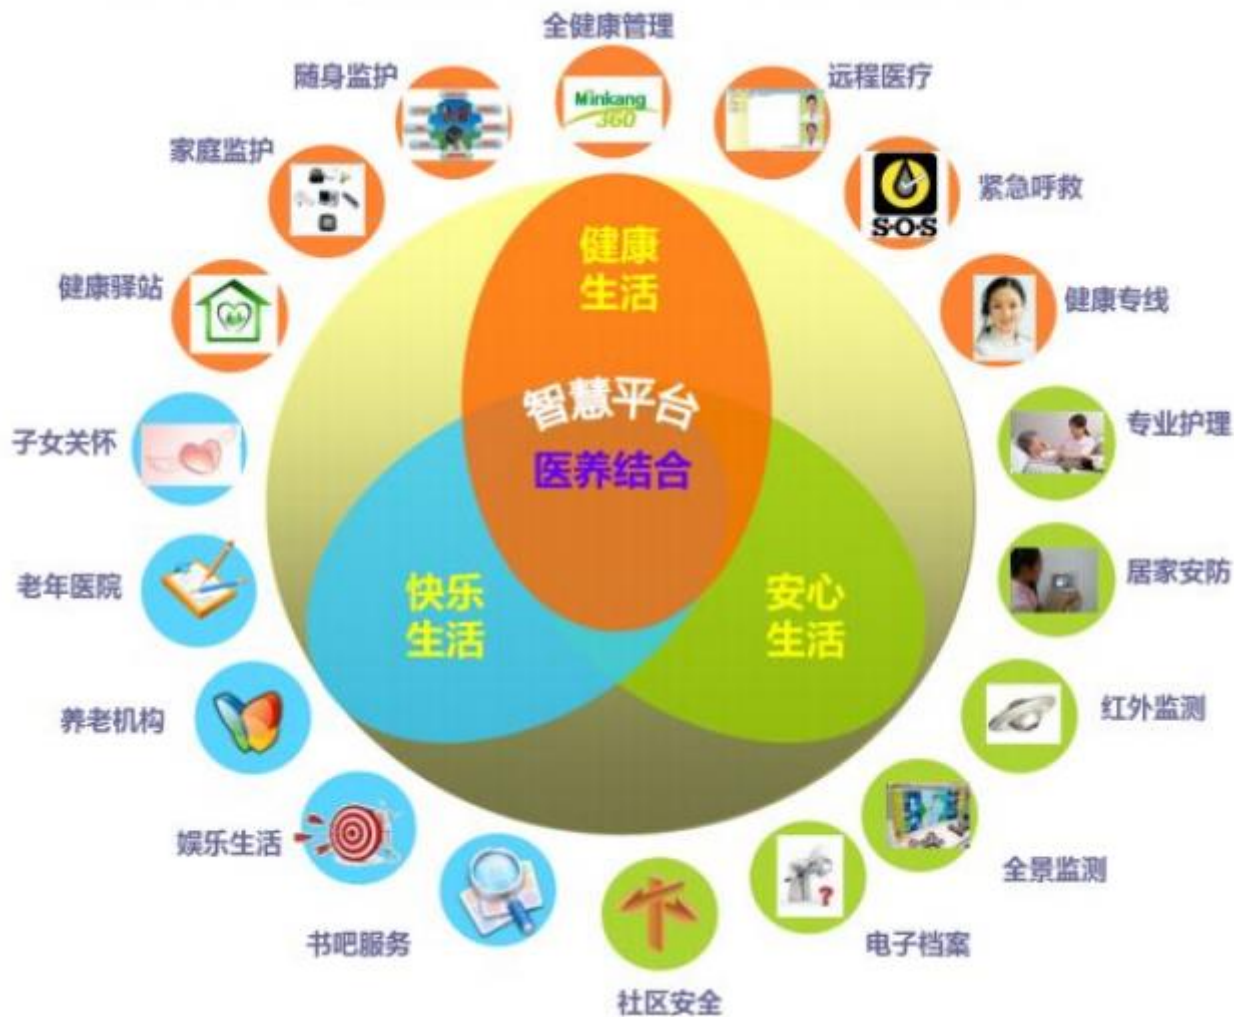 全健康管理
随身监护
远程医疗
Minkang
360
家庭监护
紧急呼救
S·O·S
健康驿站
健康专线
健康
生活
子女关怀
专业护理
智慧平台
医养结合
老年医院
居家安防
快乐
生活
安心
生活
养老机构
红外监测
娱乐生活
全景监测
?
书吧服务
电子档案
社区安全